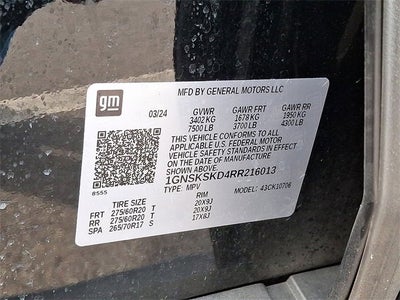 gm
MFD BY GENERAL MOTORS LLC
03/24 GVWR GAWR FRT GAWR RR
3402 KG 1678 KG 1950 KG
7500 LB 3700 LB 4300 LB
THIS VEHICLE CONFORMS TO ALL
APPLICABLE U.S. FEDERAL MOTOR
VEHICLE SAFETY STANDARDS IN EFFECT
ON THE DATE OF MANUFACTURE
SHOWN ABOVE.
1GNSKSKD4RR216013
TYPE: MPV MODEL: 43CK10706
8555
TIRE SIZE RIM
FRT 275/60R20 T 20X9J
RR 275/60R20 T 20X9J
SPA 265/70R17 S 17X8J